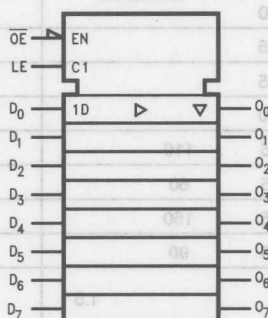 O̅E̅ EN
LE C1
D₀ 1D O₀
D₁ O₁
D₂ O₂
D₃ O₃
D₄ O₄
D₅ O₅
D₆ O₆
D₇ O₇